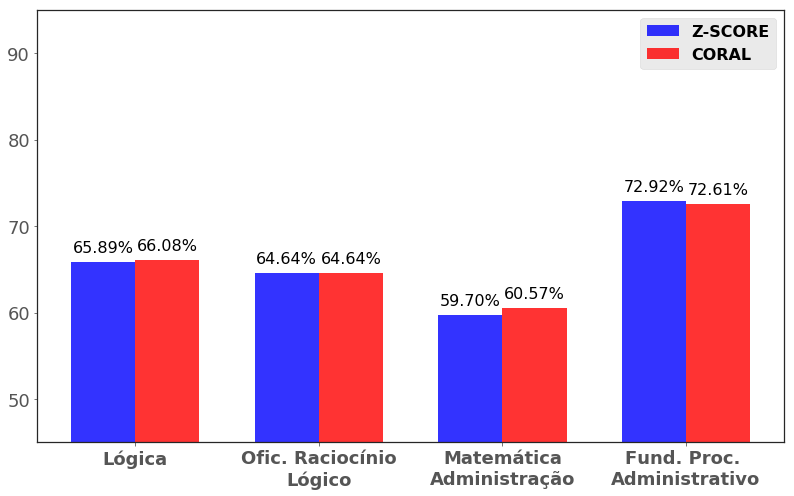 Z-SCORE
CORAL
90
80
70
60
50
65.89% 66.08%
64.64% 64.64%
59.70% 60.57%
72.92% 72.61%
Lógica
Ofic. Raciocínio
Lógico
Matemática
Administração
Fund. Proc.
Administrativo